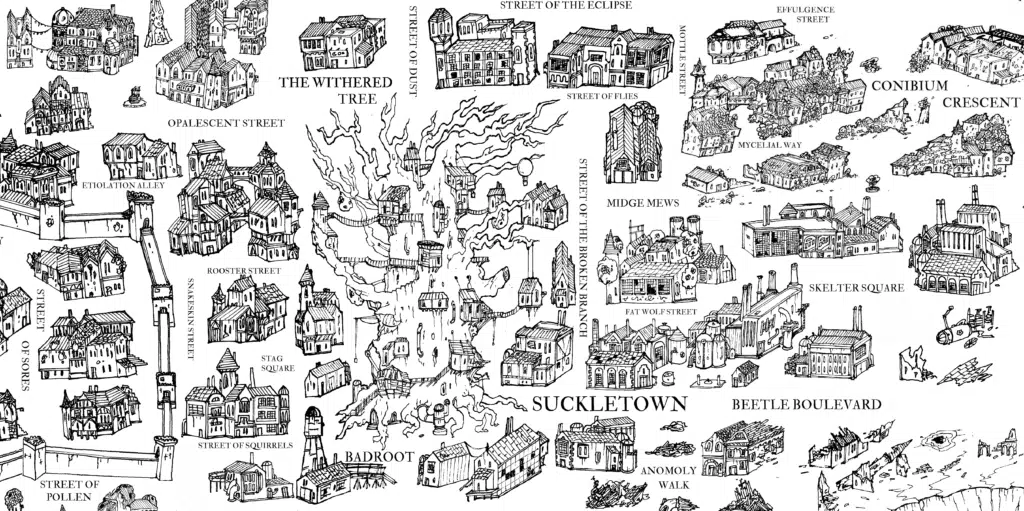 STREET OF THE ECLIPSE
EFFULGENCE
STREET
STREET OF DUST
MOTTLE STREET
THE WITHERED
TREE
STREET OF FLIES
CONIBIUM
CRESCENT
OPALESCENT STREET
MYCELIAL WAY
ETIOLATION ALLEY
MIDGE MEWS
STREET OF THE BROKEN BRANCH
ROOSTER STREET
SNAKESKIN STREET
SKELTER SQUARE
STREET
OF SORES
FAT WOLF STREET
STAG
SQUARE
SUCKLETOWN
BEETLE BOULEVARD
STREET OF SQUIRRELS
BADROOT
ANOMOLY
WALK
STREET OF
POLLEN